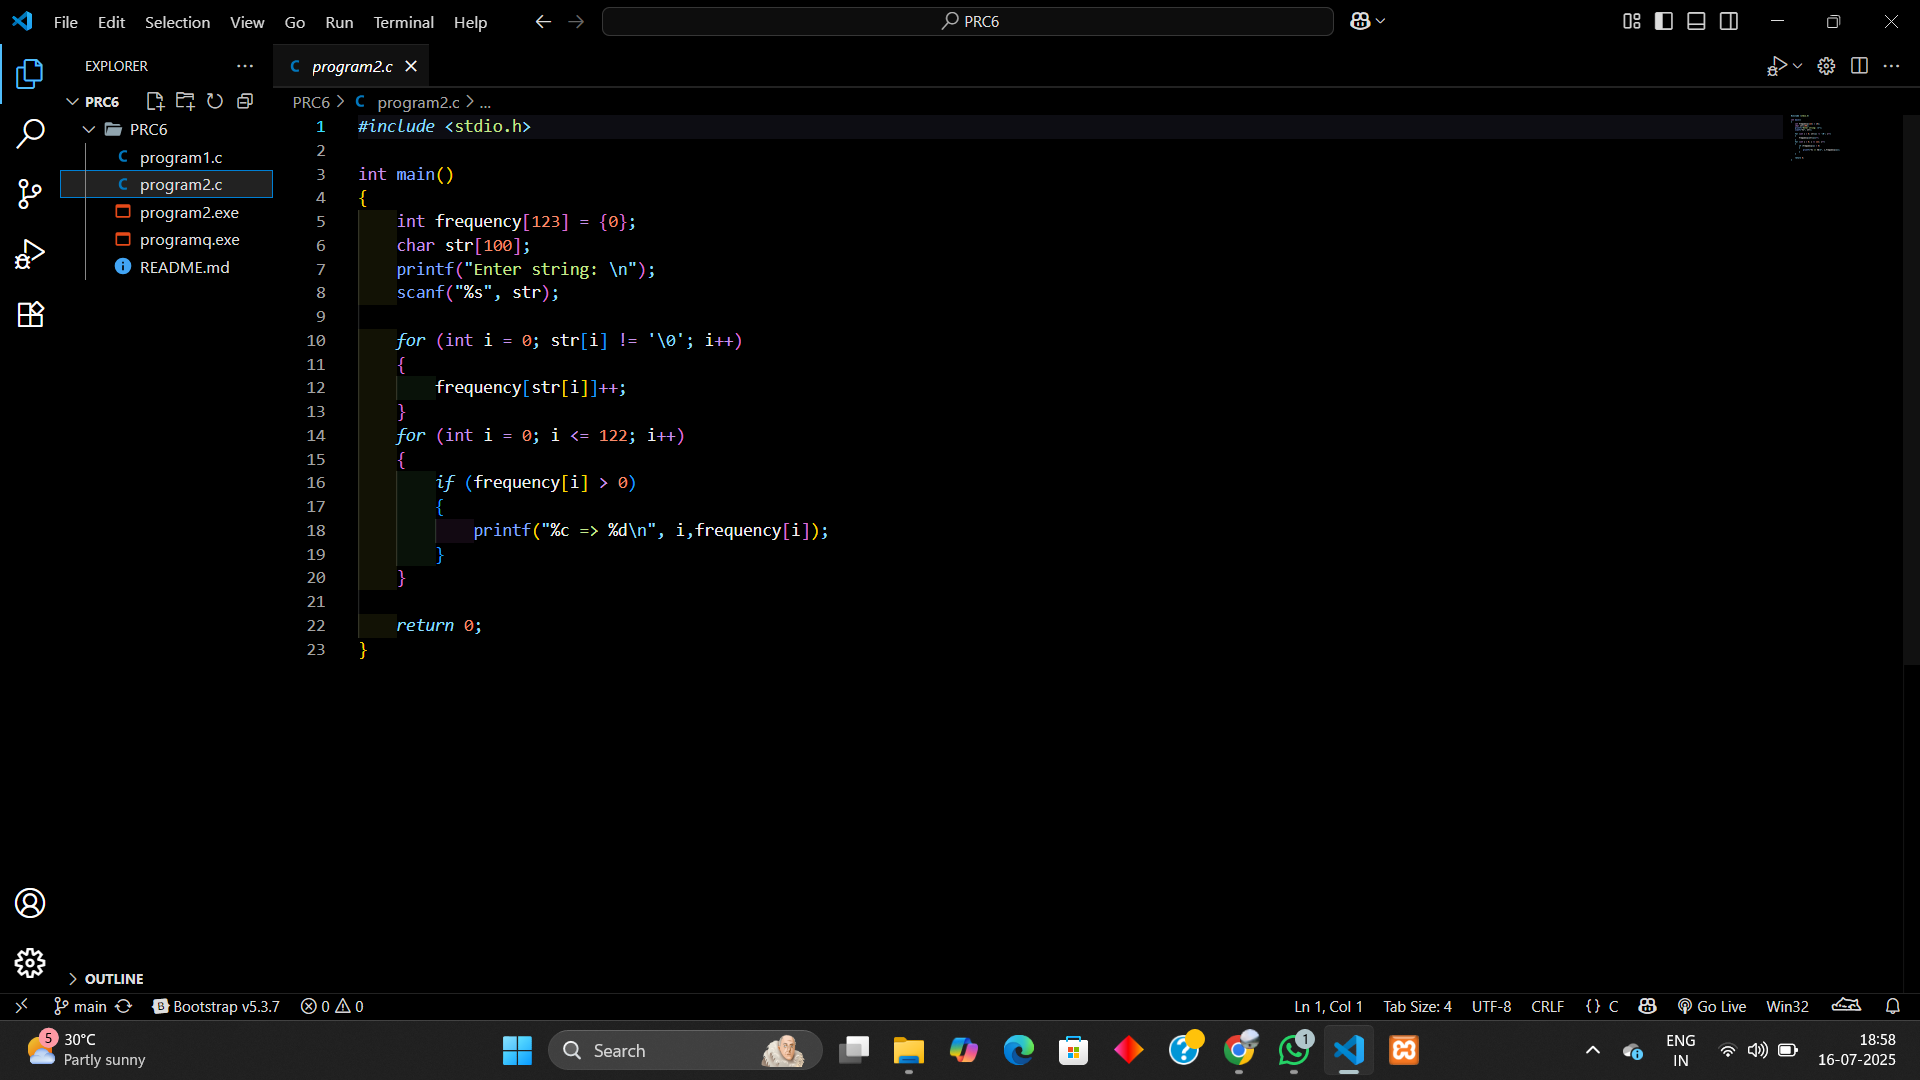 File Edit Selection View Go Run Terminal Help
PRC6
EXPLORER
PRC6
PRC6
program1.c
program2.c
program2.exe
programq.exe
README.md
OUTLINE
C program2.c
PRC6 > C program2.c > ...
1 #include <stdio.h>
2
3 int main()
4 {
5 int frequency[123] = {0};
6 char str[100];
7 printf("Enter string: \n");
8 scanf("%s", str);
9
10 for (int i = 0; str[i] != '\0'; i++)
11 {
12 frequency[str[i]]++;
13 }
14 for (int i = 0; i <= 122; i++)
15 {
16 if (frequency[i] > 0)
17 {
18 printf("%c => %d\n", i,frequency[i]);
19 }
20 }
21
22 return 0;
23 }
main Bootstrap v5.3.7 0 0 Ln 1, Col 1 Tab Size: 4 UTF-8 CRLF {} C Go Live Win32
5 30°C
Partly sunny
Search
1
ENG
IN
18:58
16-07-2025